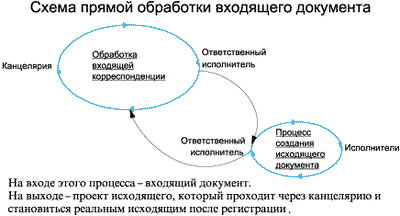 Схема прямой обработки входящего документа
Обработка
входящей
корреспонденции
Канцелярия
Ответственный
исполнитель
Ответственный
исполнитель
Процесс
создания
исходящего
документа
Исполнители
На входе этого процесса – входящий документ.
На выходе – проект исходящего, который проходит через канцелярию и
становиться реальным исходящим после регистрации .